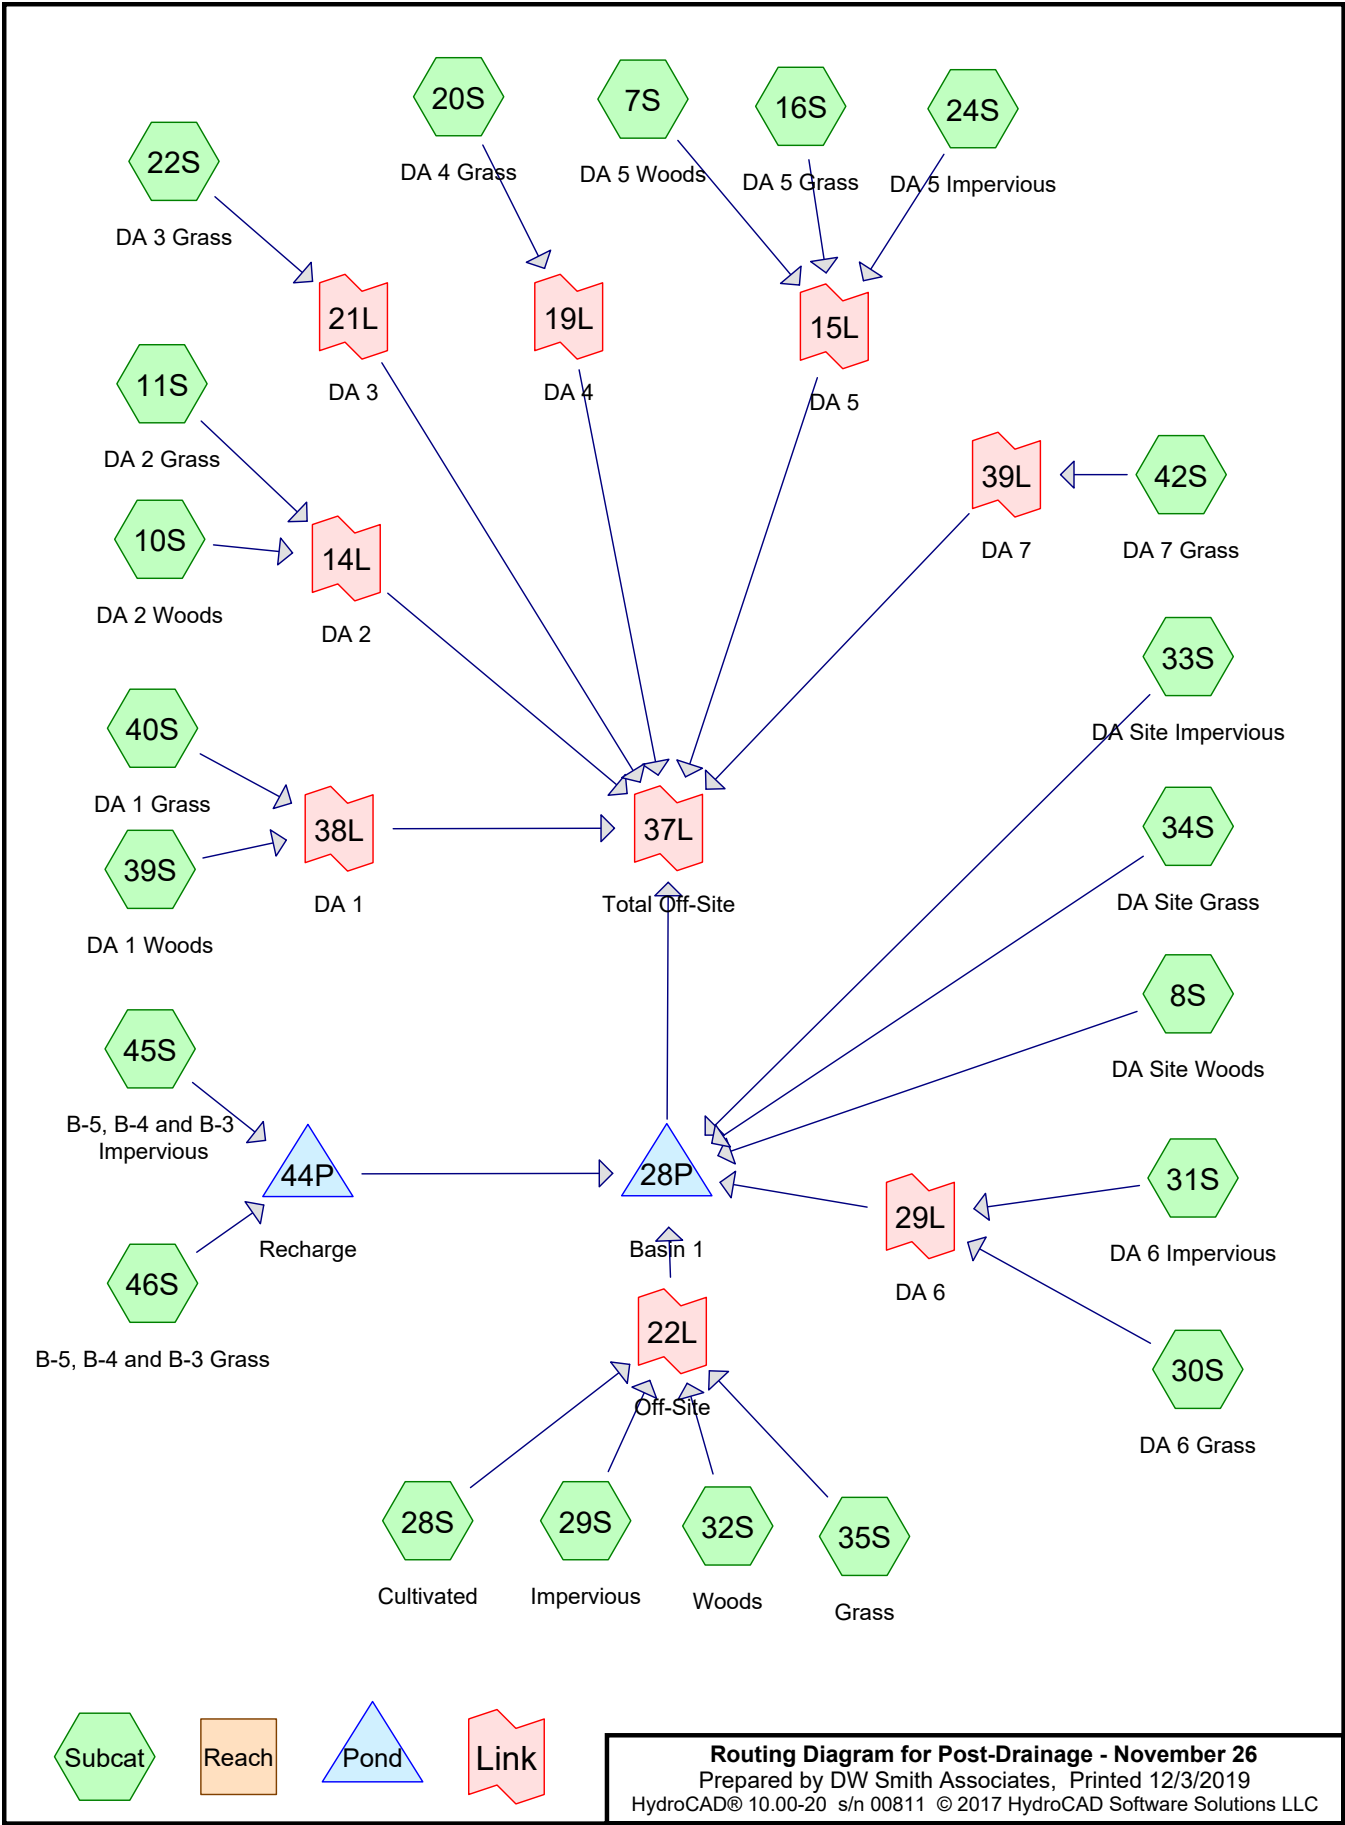 20S
DA 4 Grass
7S
DA 5 Woods
16S
DA 5 Grass
24S
DA 5 Impervious
22S
DA 3 Grass
21L
DA 3
19L
DA 4
15L
DA 5
11S
DA 2 Grass
39L
DA 7
42S
DA 7 Grass
10S
DA 2 Woods
14L
DA 2
33S
DA Site Impervious
40S
DA 1 Grass
38L
DA 1
37L
Total Off-Site
34S
DA Site Grass
39S
DA 1 Woods
8S
DA Site Woods
45S
B-5, B-4 and B-3
Impervious
44P
Recharge
28P
Basin 1
29L
DA 6
31S
DA 6 Impervious
46S
B-5, B-4 and B-3 Grass
22L
Off-Site
30S
DA 6 Grass
28S
Cultivated
29S
Impervious
32S
Woods
35S
Grass
Subcat
Reach
Pond
Link
Routing Diagram for Post-Drainage - November 26
Prepared by DW Smith Associates, Printed 12/3/2019
HydroCAD® 10.00-20 s/n 00811 © 2017 HydroCAD Software Solutions LLC